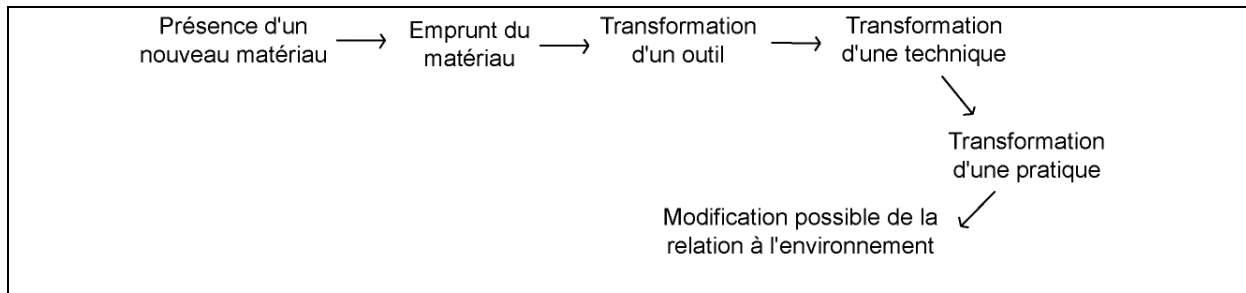 Présence d'un
nouveau matériau
Emprunt du
matériau
Transformation
d'un outil
Transformation
d'une technique
Transformation
d'une pratique
Modification possible de la
relation à l'environnement